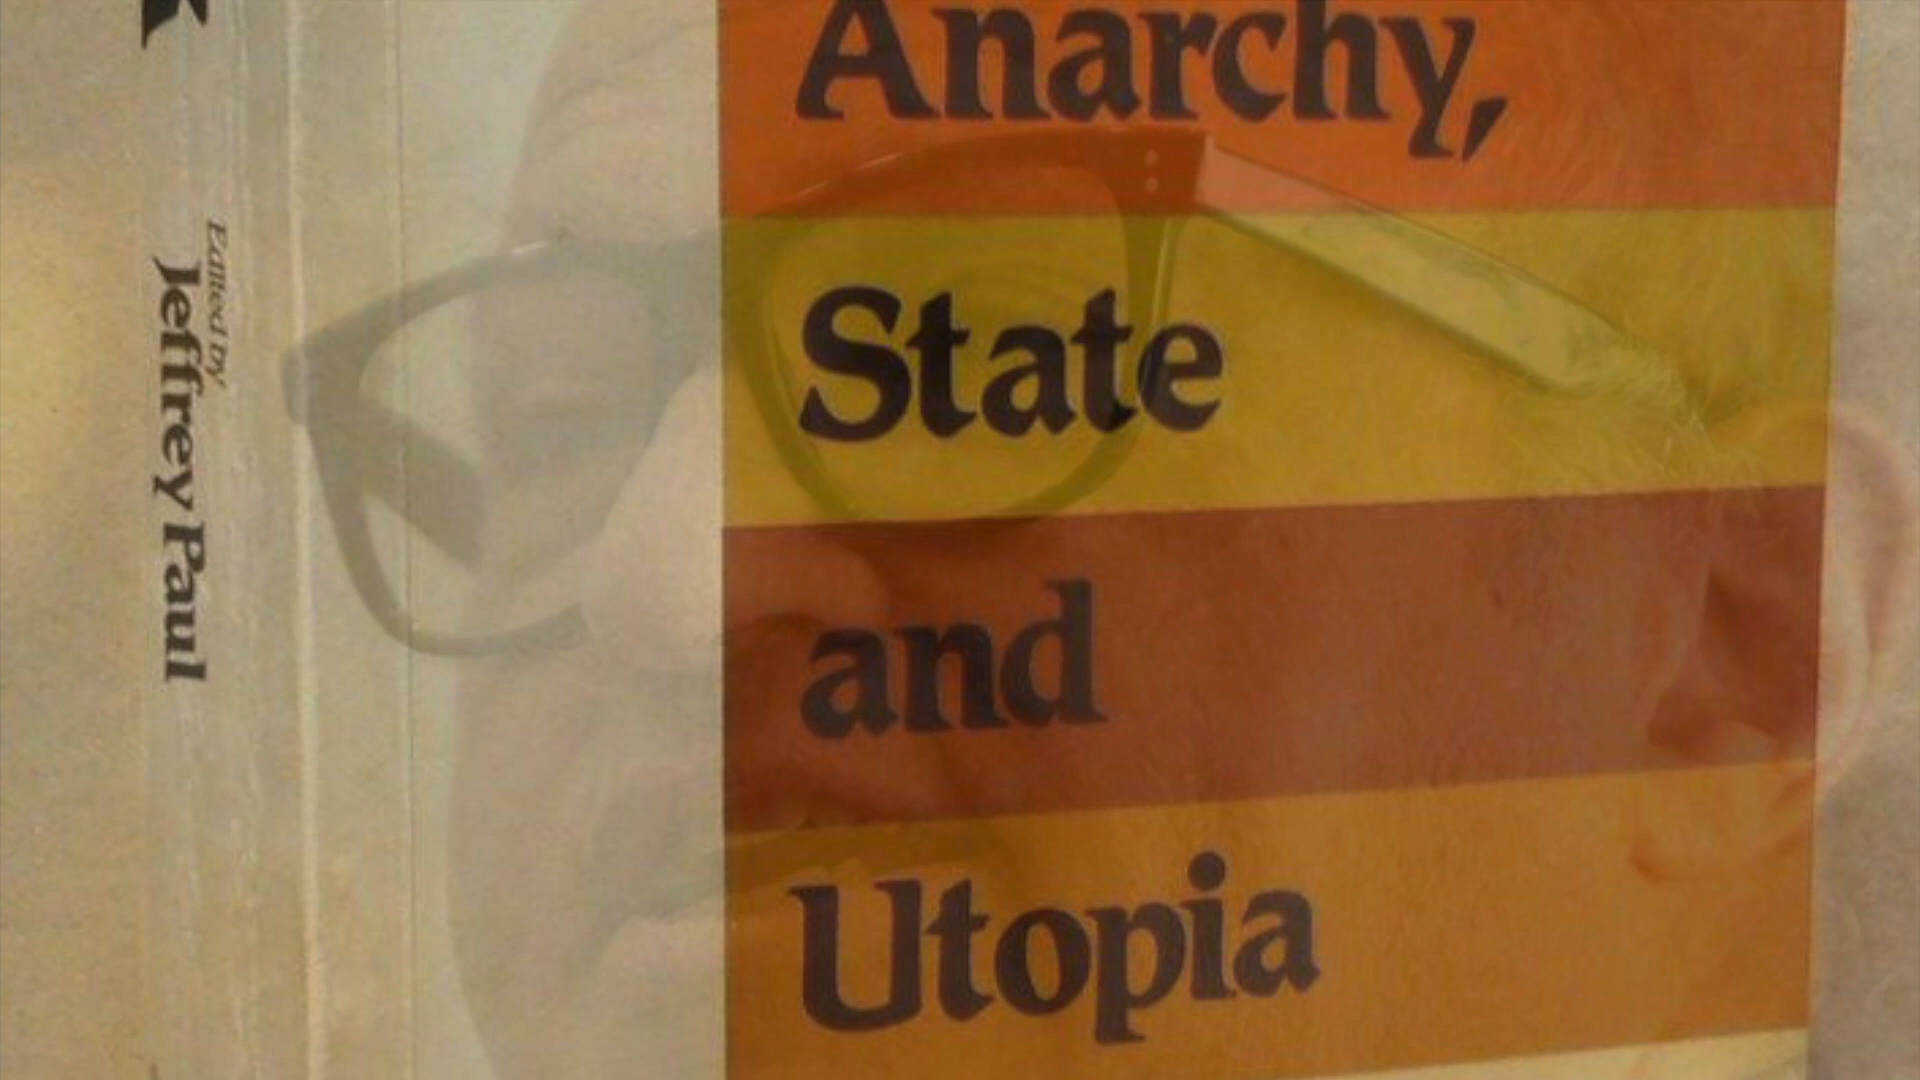 Anarchy,
State
and
Utopia
Edited by
Jeffrey Paul